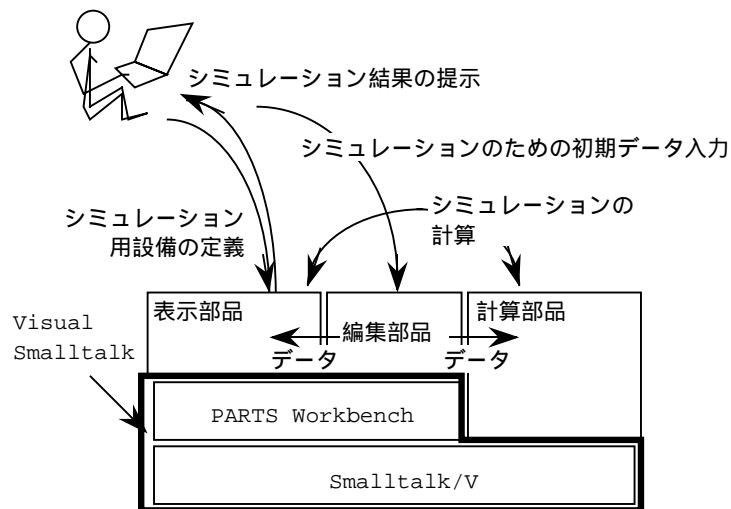 シミュレーション結果の提示
シミュレーションのための初期データ入力
シミュレーション
用設備の定義
シミュレーションの
計算
Visual
Smalltalk
表示部品
編集部品
計算部品
データ
データ
PARTS Workbench
Smalltalk/V